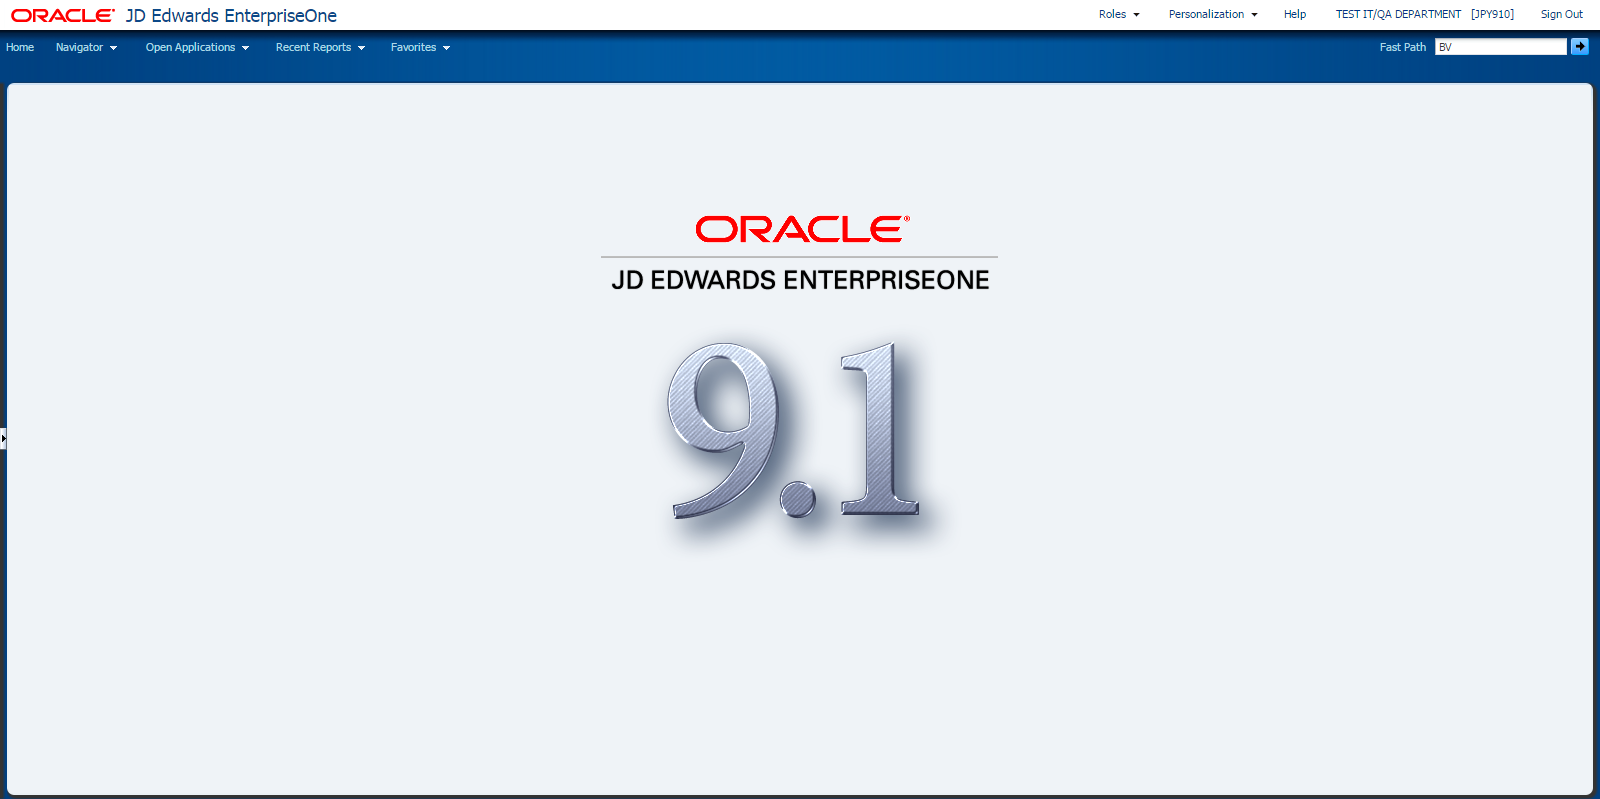 ORACLE® JD Edwards EnterpriseOne Roles Personalization Help TEST IT/QA DEPARTMENT [JPY910] Sign Out
Home Navigator Open Applications Recent Reports Favorites Fast Path BV
ORACLE®
JD EDWARDS ENTERPRISEONE
9.1